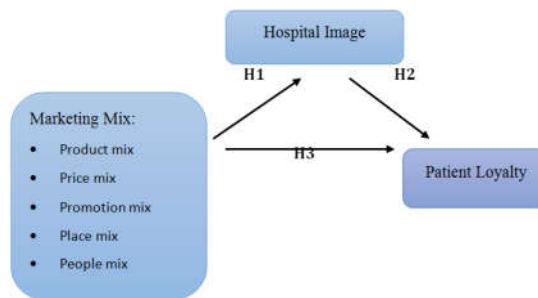 Hospital Image
H1
H2
Marketing Mix:
• Product mix
• Price mix
• Promotion mix
• Place mix
• People mix
H3
Patient Loyalty